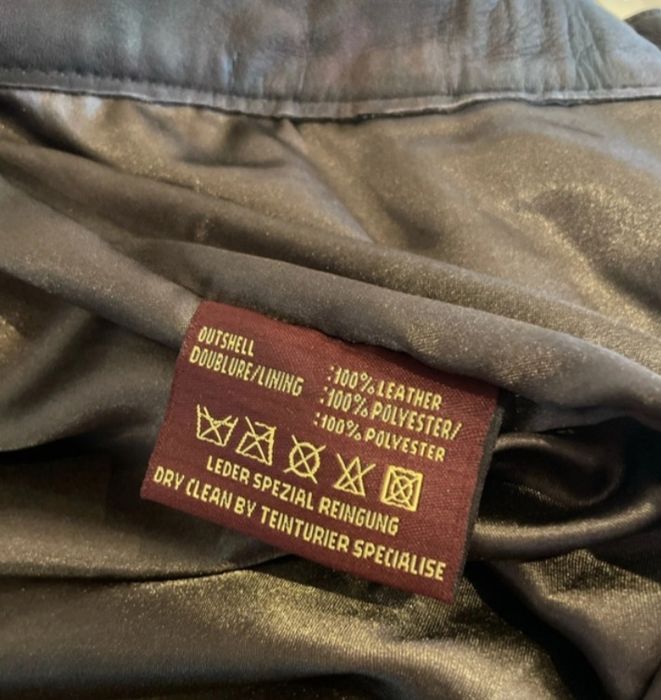 OUTSHELL :100% LEATHER
DOUBLURE/LINING :100% POLYESTER/
:100% POLYESTER
LEDER SPEZIAL REINGUNG
DRY CLEAN BY TEINTURIER SPECIALISE